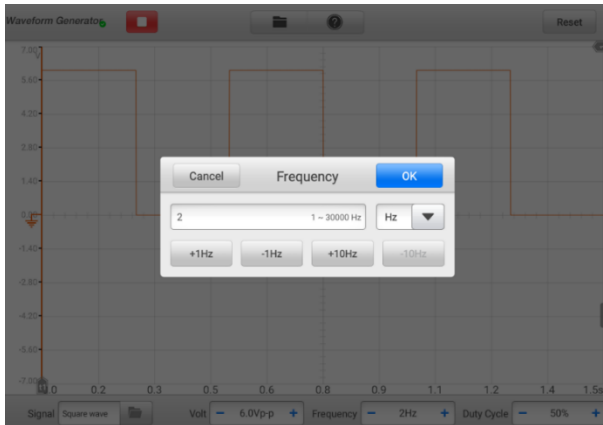 Waveform Generator
Reset
7.00
V
5.60
4.20
2.80
1.40
0.00
-1.40
-2.80
-4.20
-5.60
-7.00
Cancel Frequency OK
2 1 ~ 30000 Hz Hz
+1Hz -1Hz +10Hz -10Hz
0.0 0.2 0.3 0.5 0.6 0.8 0.9 1.1 1.2 1.4 1.5s
Signal Square wave Volt − 6.0Vp-p + Frequency − 2Hz + Duty Cycle − 50% +